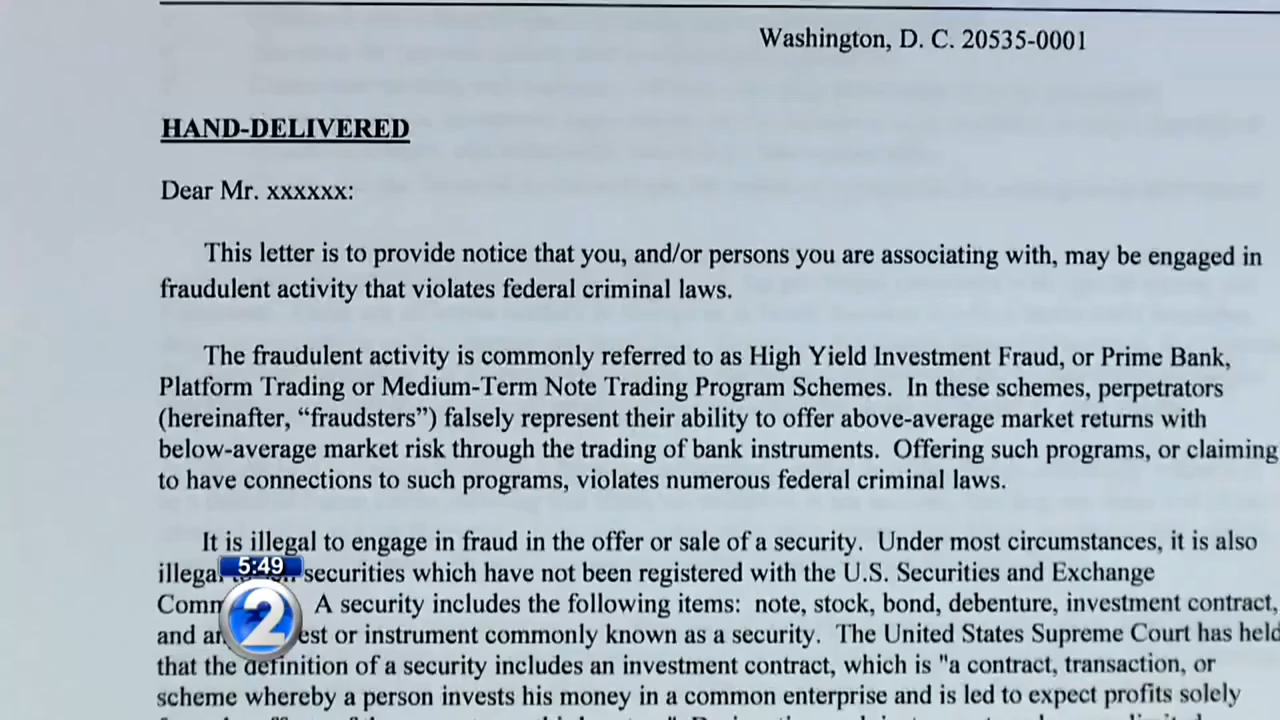 Washington, D. C. 20535-0001
HAND-DELIVERED
Dear Mr. xxxxxx:
This letter is to provide notice that you, and/or persons you are associating with, may be engaged in
fraudulent activity that violates federal criminal laws.
The fraudulent activity is commonly referred to as High Yield Investment Fraud, or Prime Bank,
Platform Trading or Medium-Term Note Trading Program Schemes. In these schemes, perpetrators
(hereinafter, “fraudsters”) falsely represent their ability to offer above-average market returns with
below-average market risk through the trading of bank instruments. Offering such programs, or claiming
to have connections to such programs, violates numerous federal criminal laws.
It is illegal to engage in fraud in the offer or sale of a security. Under most circumstances, it is also
securities which have not been registered with the U.S. Securities and Exchange
A security includes the following items: note, stock, bond, debenture, investment contract,
and or instrument commonly known as a security. The United States Supreme Court has held
that the definition of a security includes an investment contract, which is "a contract, transaction, or
scheme whereby a person invests his money in a common enterprise and is led to expect profits solely
5:49
2